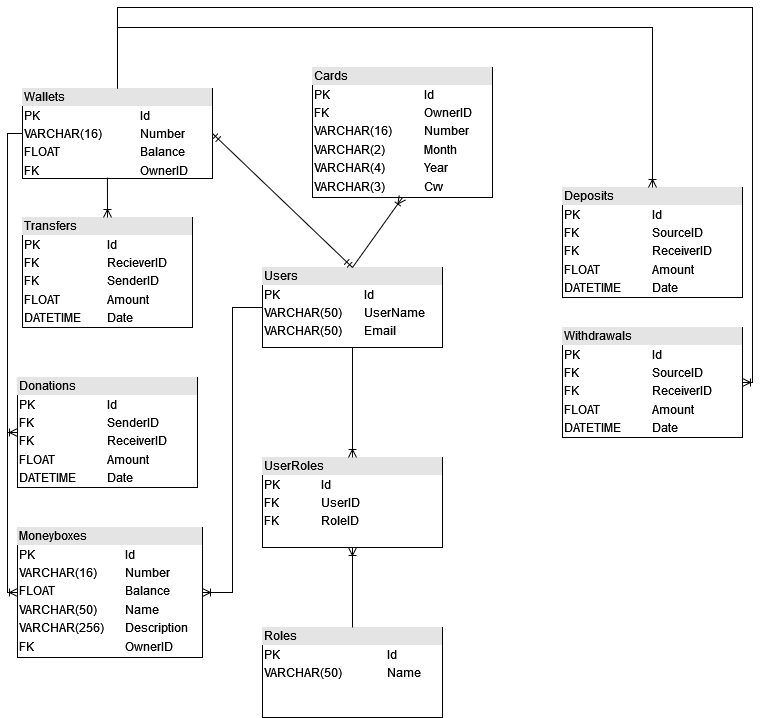 Wallets
PK Id
VARCHAR(16) Number
FLOAT Balance
FK OwnerID
Cards
PK Id
FK OwnerID
VARCHAR(16) Number
VARCHAR(2) Month
VARCHAR(4) Year
VARCHAR(3) Cvv
Transfers
PK Id
FK RecieverID
FK SenderID
FLOAT Amount
DATETIME Date
Users
PK Id
VARCHAR(50) UserName
VARCHAR(50) Email
Deposits
PK Id
FK SourceID
FK ReceiverID
FLOAT Amount
DATETIME Date
Withdrawals
PK Id
FK SourceID
FK ReceiverID
FLOAT Amount
DATETIME Date
Donations
PK Id
FK SenderID
FK ReceiverID
FLOAT Amount
DATETIME Date
UserRoles
PK Id
FK UserID
FK RoleID
Moneyboxes
PK Id
VARCHAR(16) Number
FLOAT Balance
VARCHAR(50) Name
VARCHAR(256) Description
FK OwnerID
Roles
PK Id
VARCHAR(50) Name